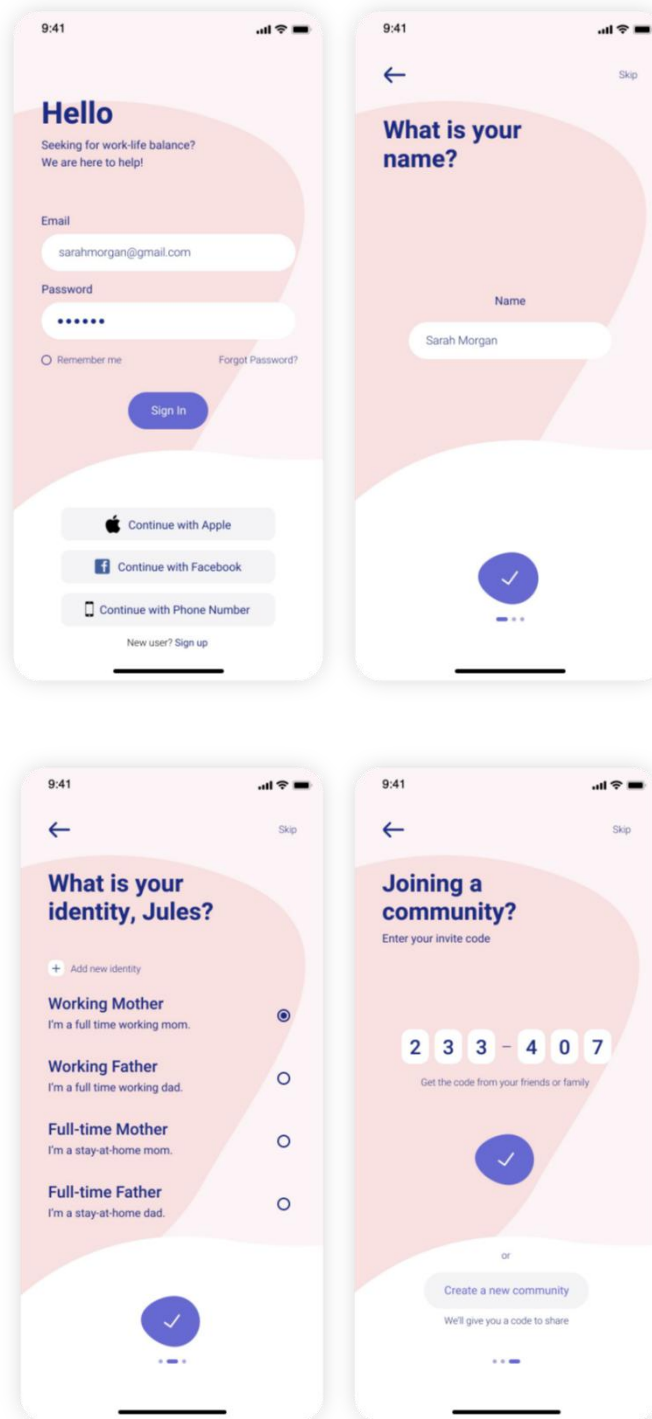 9:41
Hello
Seeking for work-life balance?
We are here to help!
Email
sarahmorgan@gmail.com
Password
••••••
Remember me
Forgot Password?
Sign In
Continue with Apple
Continue with Facebook
Continue with Phone Number
New user? Sign up
9:41
Skip
What is your
name?
Name
Sarah Morgan
9:41
Skip
What is your
identity, Jules?
+ Add new identity
Working Mother
I'm a full time working mom.
Working Father
I'm a full time working dad.
Full-time Mother
I'm a stay-at-home mom.
Full-time Father
I'm a stay-at-home dad.
9:41
Skip
Joining a
community?
Enter your invite code
2 3 3 – 4 0 7
Get the code from your friends or family
or
Create a new community
We'll give you a code to share